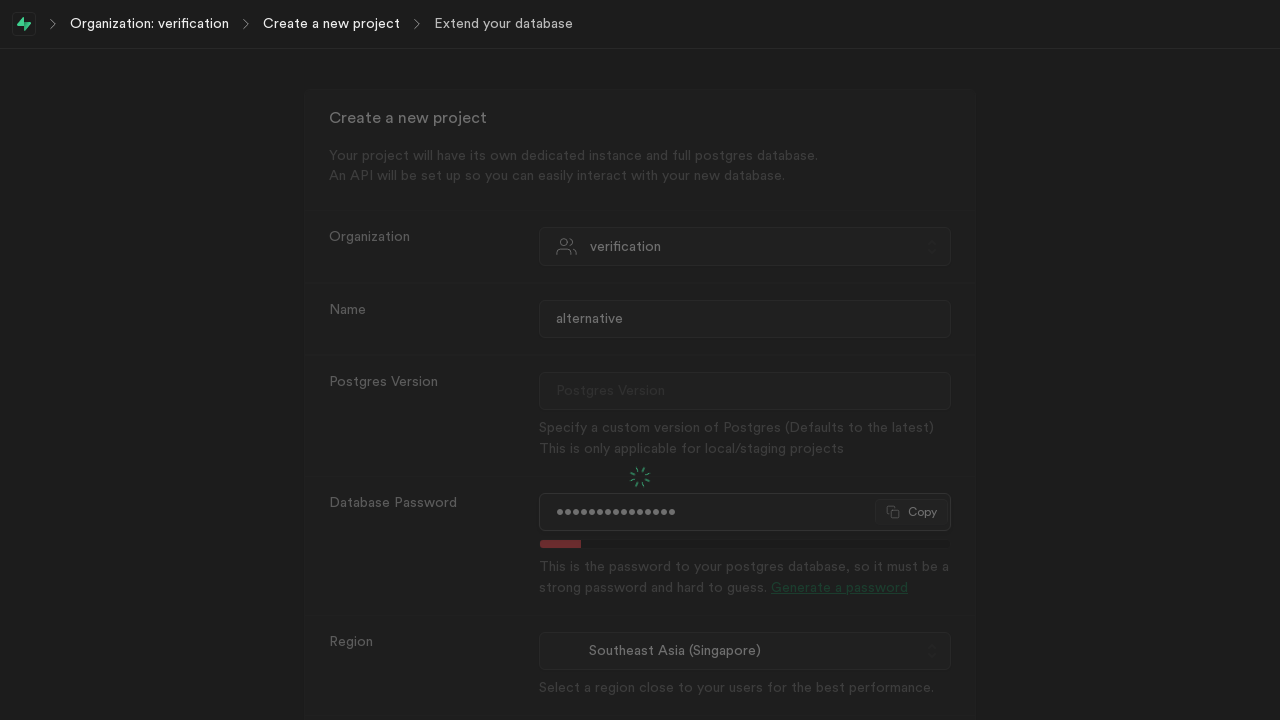 Organization: verification
Create a new project
Extend your database
Create a new project
Your project will have its own dedicated instance and full postgres database.
An API will be set up so you can easily interact with your new database.
Organization
verification
Name
alternative
Postgres Version
Postgres Version
Specify a custom version of Postgres (Defaults to the latest)
This is only applicable for local/staging projects
Database Password
•••••••••••••••
Copy
This is the password to your postgres database, so it must be a
strong password and hard to guess. Generate a password
Region
Southeast Asia (Singapore)
Select a region close to your users for the best performance.